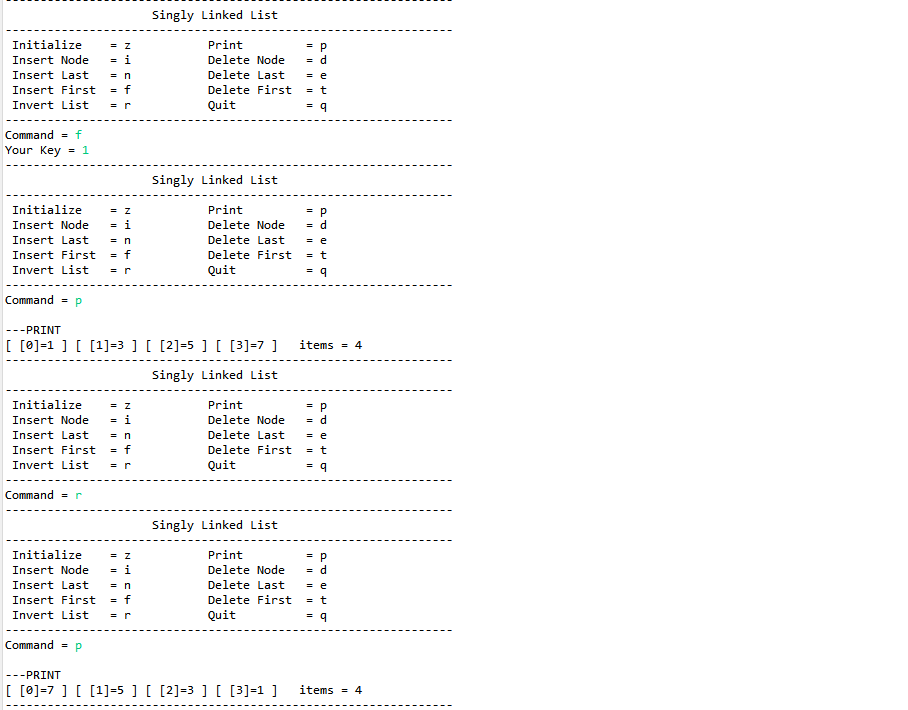 ----------------------------------------------------------------
                     Singly Linked List
----------------------------------------------------------------
 Initialize    = z           Print         = p
 Insert Node   = i           Delete Node   = d
 Insert Last   = n           Delete Last   = e
 Insert First  = f           Delete First  = t
 Invert List   = r           Quit          = q
----------------------------------------------------------------
Command = f
Your Key = 1
----------------------------------------------------------------
                     Singly Linked List
----------------------------------------------------------------
 Initialize    = z           Print         = p
 Insert Node   = i           Delete Node   = d
 Insert Last   = n           Delete Last   = e
 Insert First  = f           Delete First  = t
 Invert List   = r           Quit          = q
----------------------------------------------------------------
Command = p

---PRINT
[ [0]=1 ] [ [1]=3 ] [ [2]=5 ] [ [3]=7 ]   items = 4
----------------------------------------------------------------
                     Singly Linked List
----------------------------------------------------------------
 Initialize    = z           Print         = p
 Insert Node   = i           Delete Node   = d
 Insert Last   = n           Delete Last   = e
 Insert First  = f           Delete First  = t
 Invert List   = r           Quit          = q
----------------------------------------------------------------
Command = r
----------------------------------------------------------------
                     Singly Linked List
----------------------------------------------------------------
 Initialize    = z           Print         = p
 Insert Node   = i           Delete Node   = d
 Insert Last   = n           Delete Last   = e
 Insert First  = f           Delete First  = t
 Invert List   = r           Quit          = q
----------------------------------------------------------------
Command = p

---PRINT
[ [0]=7 ] [ [1]=5 ] [ [2]=3 ] [ [3]=1 ]   items = 4
----------------------------------------------------------------